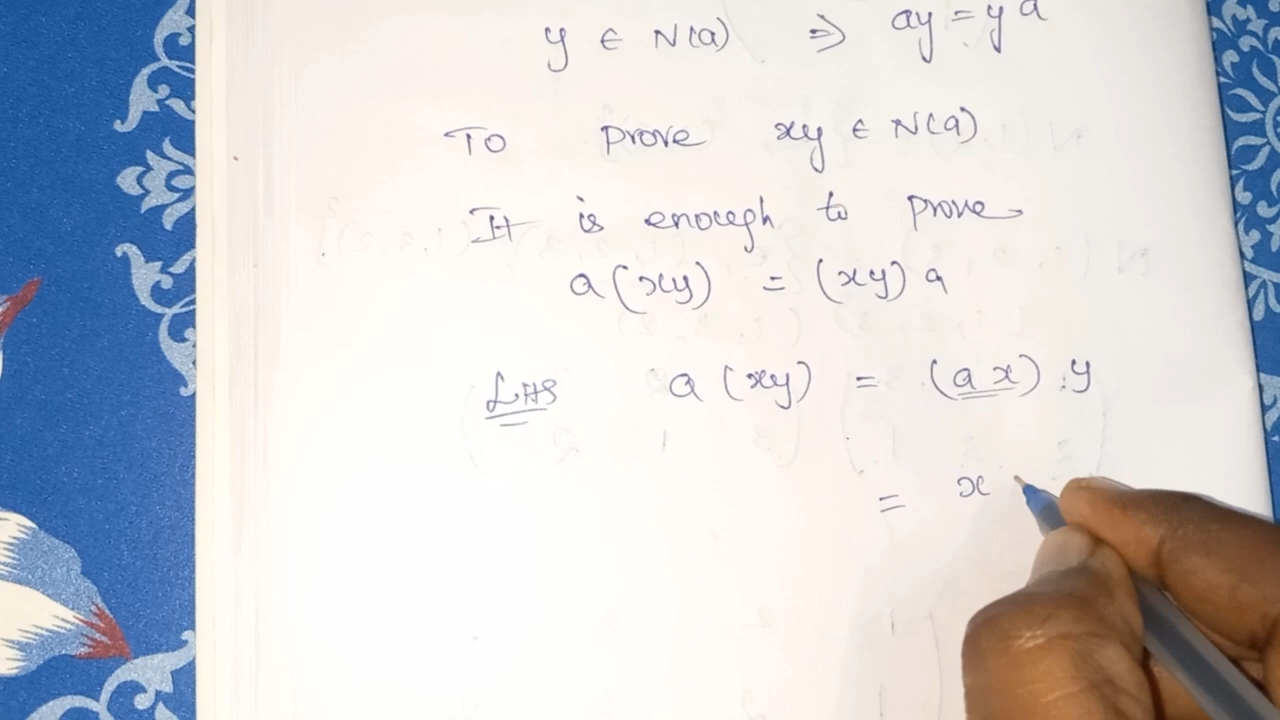 y ∈ N(a) ⇒ ay = ya
To prove xy ∈ N(a)
It is enough to prove
a(xy) = (xy) a
LHS a (xy) = (ax) . y
= x